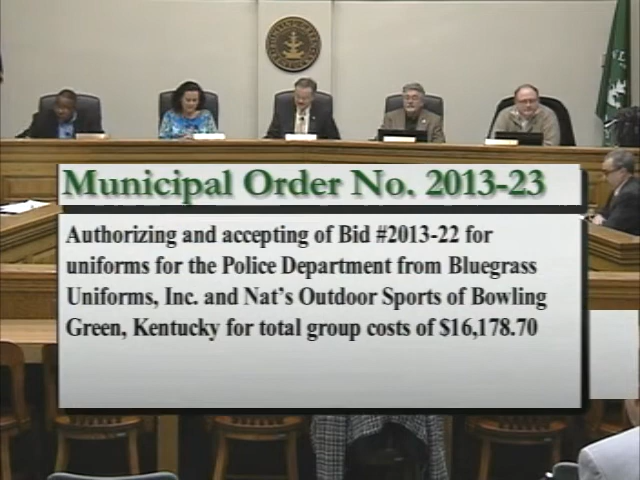 Municipal Order No. 2013-23
Authorizing and accepting of Bid #2013-22 for
uniforms for the Police Department from Bluegrass
Uniforms, Inc. and Nat's Outdoor Sports of Bowling
Green, Kentucky for total group costs of $16,178.70